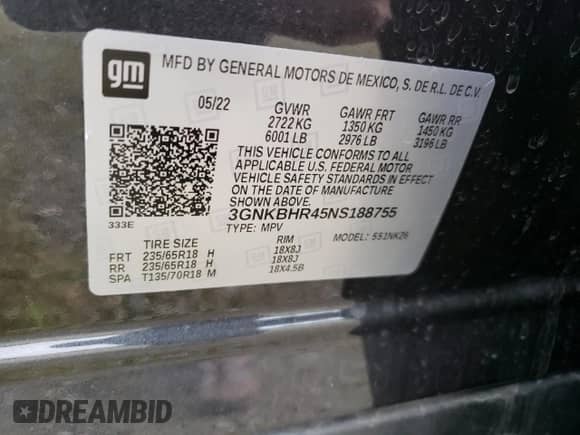 gm
MFD BY GENERAL MOTORS DE MEXICO, S. DE R.L. DE C.V.
05/22 GVWR GAWR FRT GAWR RR
2722 KG 1350 KG 1450 KG
6001 LB 2976 LB 3196 LB
THIS VEHICLE CONFORMS TO ALL
APPLICABLE U.S. FEDERAL MOTOR
VEHICLE SAFETY STANDARDS IN EFFECT
ON THE DATE OF MANUFACTURE
SHOWN ABOVE.
333E
3GNKBHR45NS188755
TYPE: MPV MODEL: 551NK26
TIRE SIZE RIM
FRT 235/65R18 H 18X8J
RR 235/65R18 H 18X8J
SPA T135/70R18 M 18X4.5B
DREAMBID